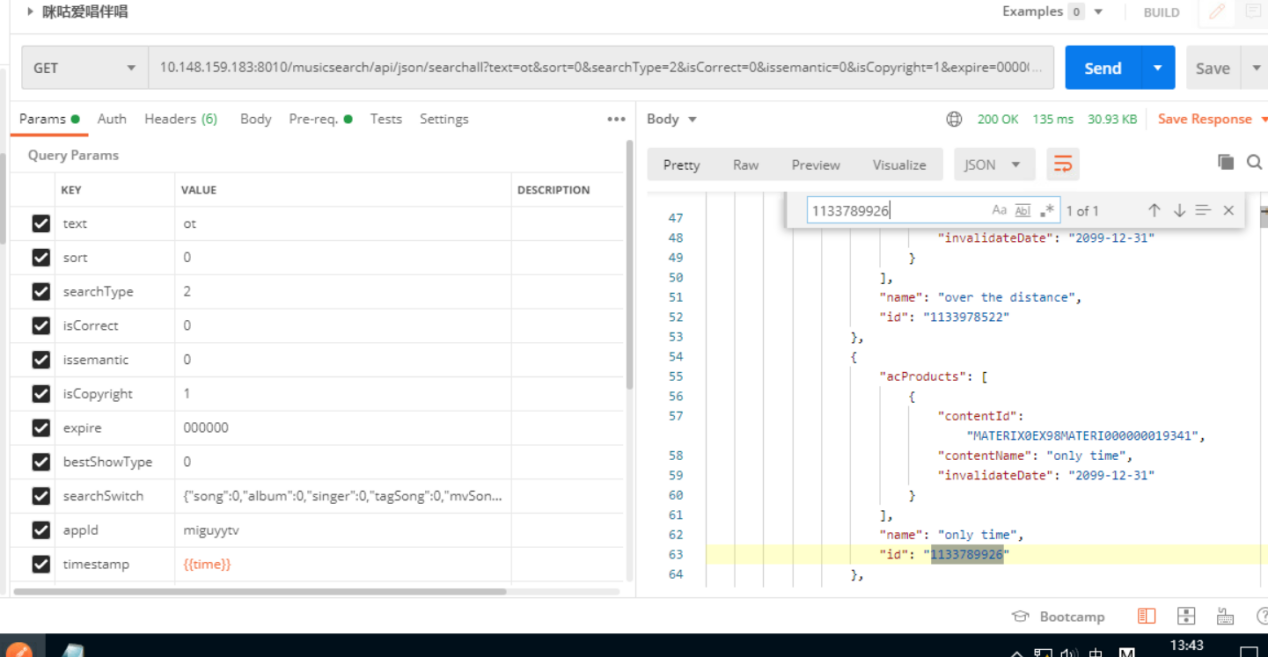 咪咕爱唱伴唱
Examples 0
BUILD
GET
10.148.159.183:8010/musicsearch/api/json/searchall?text=ot&sort=0&searchType=2&isCorrect=0&issemantic=0&isCopyright=1&expire=0000(...
Send
Save
Params
Auth
Headers (6)
Body
Pre-req.
Tests
Settings
Query Params
KEY VALUE DESCRIPTION
text ot
sort 0
searchType 2
isCorrect 0
issemantic 0
isCopyright 1
expire 000000
bestShowType 0
searchSwitch {"song":0,"album":0,"singer":0,"tagSong":0,"mvSon...
appId miguyytv
timestamp {{time}}
Body
200 OK 135 ms 30.93 KB Save Response
Pretty Raw Preview Visualize JSON
1133789926 Aa Abl .* 1 of 1
47
48 "invalidateDate": "2099-12-31"
49 }
50 ],
51 "name": "over the distance",
52 "id": "1133978522"
53 },
54 {
55 "acProducts": [
56 {
57 "contentId":
"MATERIX0EX98MATERI000000019341",
58 "contentName": "only time",
59 "invalidateDate": "2099-12-31"
60 }
61 ],
62 "name": "only time",
63 "id": "1133789926"
64 },
Bootcamp
中 M 13:43